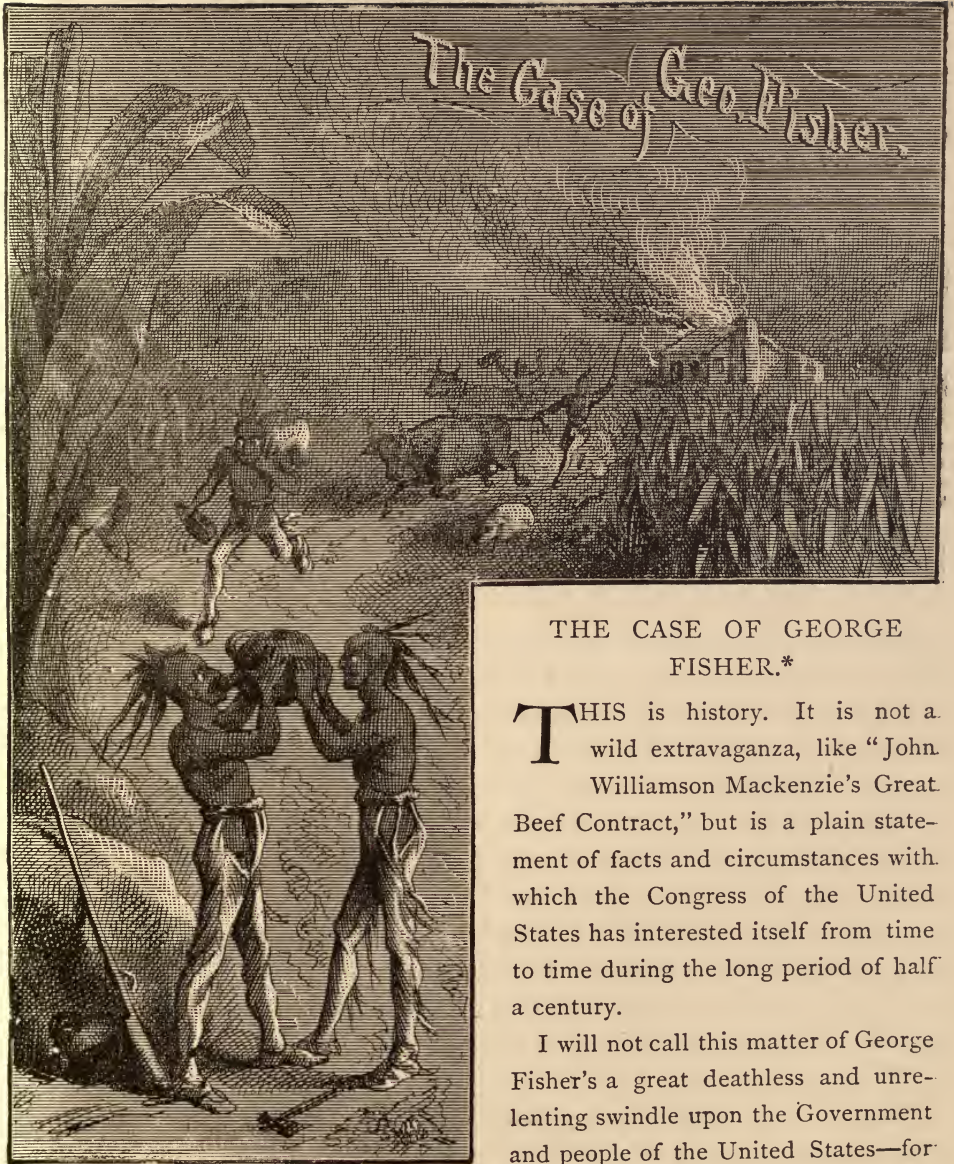 The Case of Geo. Fisher.
THE CASE OF GEORGE
FISHER.*
THIS is history. It is not a
wild extravaganza, like “John
Williamson Mackenzie's Great
Beef Contract,” but is a plain state-
ment of facts and circumstances with
which the Congress of the United
States has interested itself from time
to time during the long period of half
a century.
I will not call this matter of George
Fisher's a great deathless and unre-
lenting swindle upon the Government
and people of the United States—for